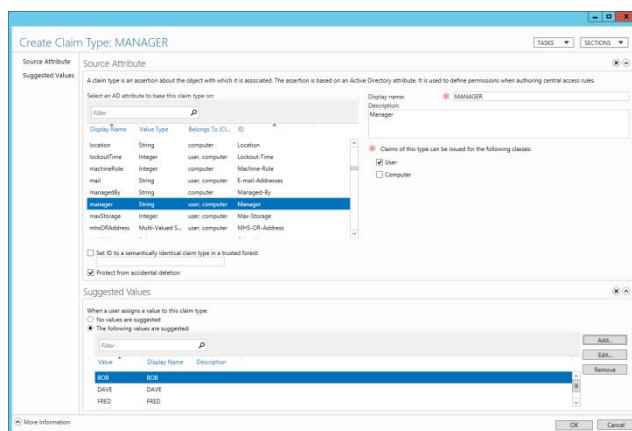 Create Claim Type: MANAGER
TASKS
SECTIONS
Source Attribute
Suggested Values
Source Attribute
A claim type is an assertion about the object with which it is associated. The assertion is based on an Active Directory attribute. It is used to define permissions when authoring central access rules.
Select an AD attribute to base this claim type on:
Filter
Display Name Value Type Belongs To (Cl... ID
location String computer Location
lockoutTime Integer user, computer Lockout-Time
machineRole Integer computer Machine-Role
mail String user, computer E-mail-Addresses
managedBy String computer Managed-By
manager String user, computer Manager
maxStorage Integer user, computer Max-Storage
mhsORAddress Multi-Valued S... user, computer MHS-OR-Address
Display name: MANAGER
Description:
Manager
Claims of this type can be issued for the following classes:
User
Computer
Set ID to a semantically identical claim type in a trusted forest:
Protect from accidental deletion
Suggested Values
When a user assigns a value to this claim type:
No values are suggested
The following values are suggested:
Filter
Value Display Name Description
BOB BOB
DAVE DAVE
FRED FRED
Add...
Edit...
Remove
More Information
OK
Cancel